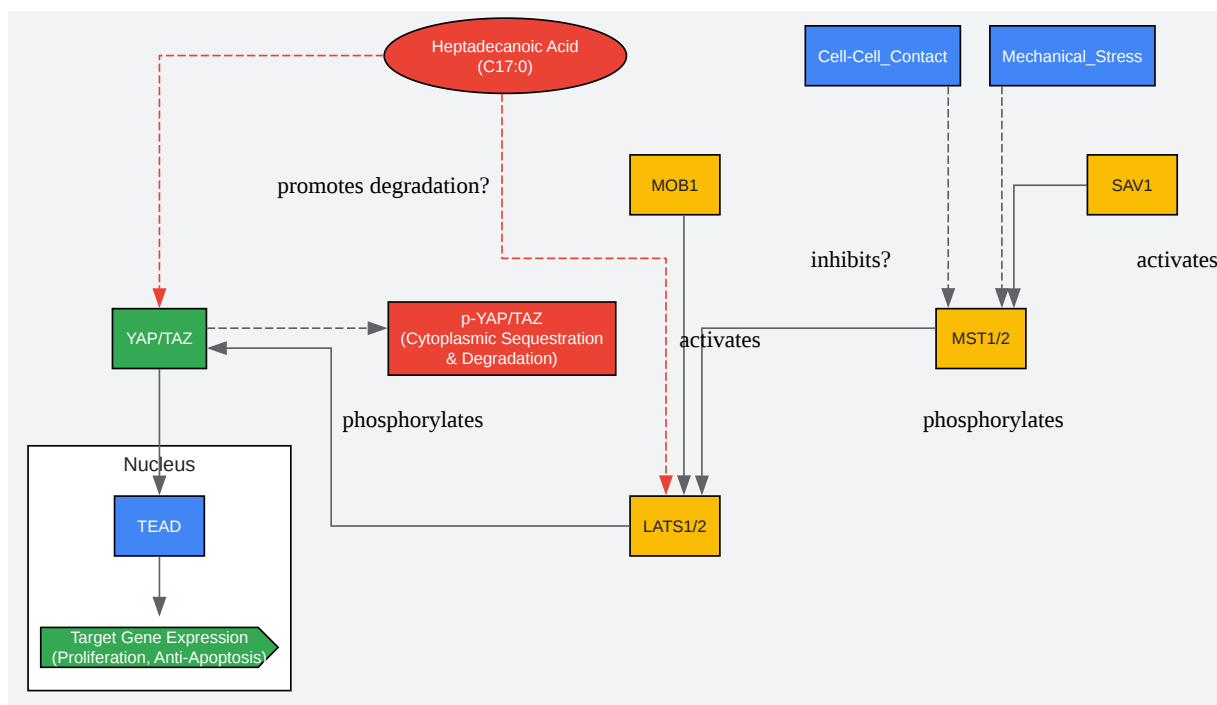 Heptadecanoic Acid
(C17:0)
Cell-Cell_Contact
Mechanical_Stress
promotes degradation?
MOB1
SAV1
inhibits?
activates
YAP/TAZ
p-YAP/TAZ
(Cytoplasmic Sequestration
& Degradation)
activates
MST1/2
phosphorylates
phosphorylates
Nucleus
TEAD
LATS1/2
Target Gene Expression
(Proliferation, Anti-Apoptosis)